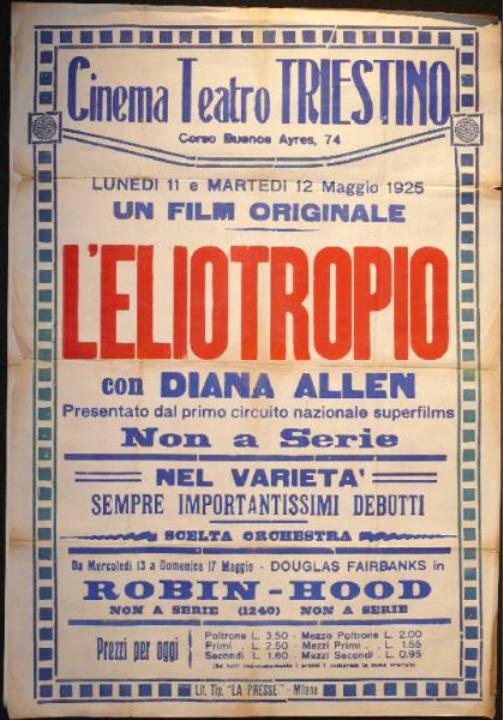 Cinema Teatro TRIESTINO
Corso Buenos Ayres, 74
LUNEDI 11 e MARTEDI 12 Maggio 1925
UN FILM ORIGINALE
L'ELIOTROPIO
con DIANA ALLEN
Presentato dal primo circuito nazionale superfilms
Non a Serie
NEL VARIETA'
SEMPRE IMPORTANTISSIMI DEBUTTI
SCELTA ORCHESTRA
Da Mercoledì 13 a Domenica 17 Maggio - DOUGLAS FAIRBANKS in
ROBIN-HOOD
NON A SERIE (1240) NON A SERIE
Prezzi per oggi
Poltrone L. 3.50 - Mezze Poltrone L. 2.00
Primi . . L. 2.50 - Mezzi Primi . . L. 1.55
Secondi . L. 1.60 - Mezzi Secondi . L. 0.95
Lit. Tip. "LA PRESSE" - Milano